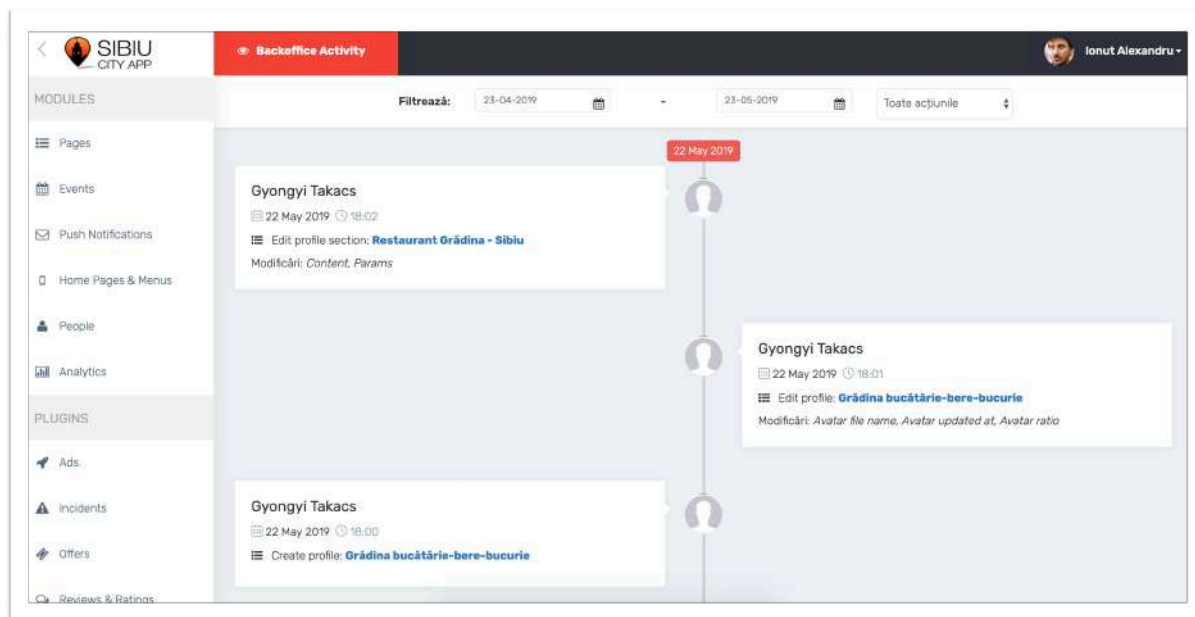 SIBIU
CITY APP
Backoffice Activity
Ionut Alexandru
MODULES
Filtrează:
23-04-2019
-
23-05-2019
Toate acțiunile
Pages
Events
Push Notifications
Home Pages & Menus
People
Analytics
PLUGINS
Ads
Incidents
Offers
Reviews & Ratings
22 May 2019
Gyongyi Takacs
22 May 2019 18:02
Edit profile section: Restaurant Grădina - Sibiu
Modificări: Content, Params
Gyongyi Takacs
22 May 2019 18:01
Edit profile: Grădina bucătărie-bere-bucurie
Modificări: Avatar file name, Avatar updated at, Avatar ratio
Gyongyi Takacs
22 May 2019 18:00
Create profile: Grădina bucătărie-bere-bucurie